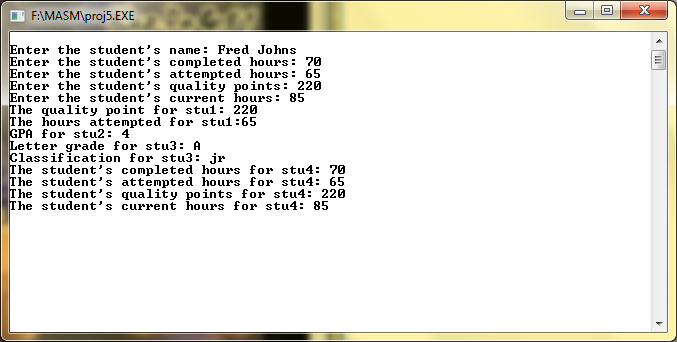 F:\MASM\proj5.EXE
Enter the student's name: Fred Johns
Enter the student's completed hours: 70
Enter the student's attempted hours: 65
Enter the student's quality points: 220
Enter the student's current hours: 85
The quality point for stu1: 220
The hours attempted for stu1:65
GPA for stu2: 4
Letter grade for stu3: A
Classification for stu3: jr
The student's completed hours for stu4: 70
The student's attempted hours for stu4: 65
The student's quality points for stu4: 220
The student's current hours for stu4: 85